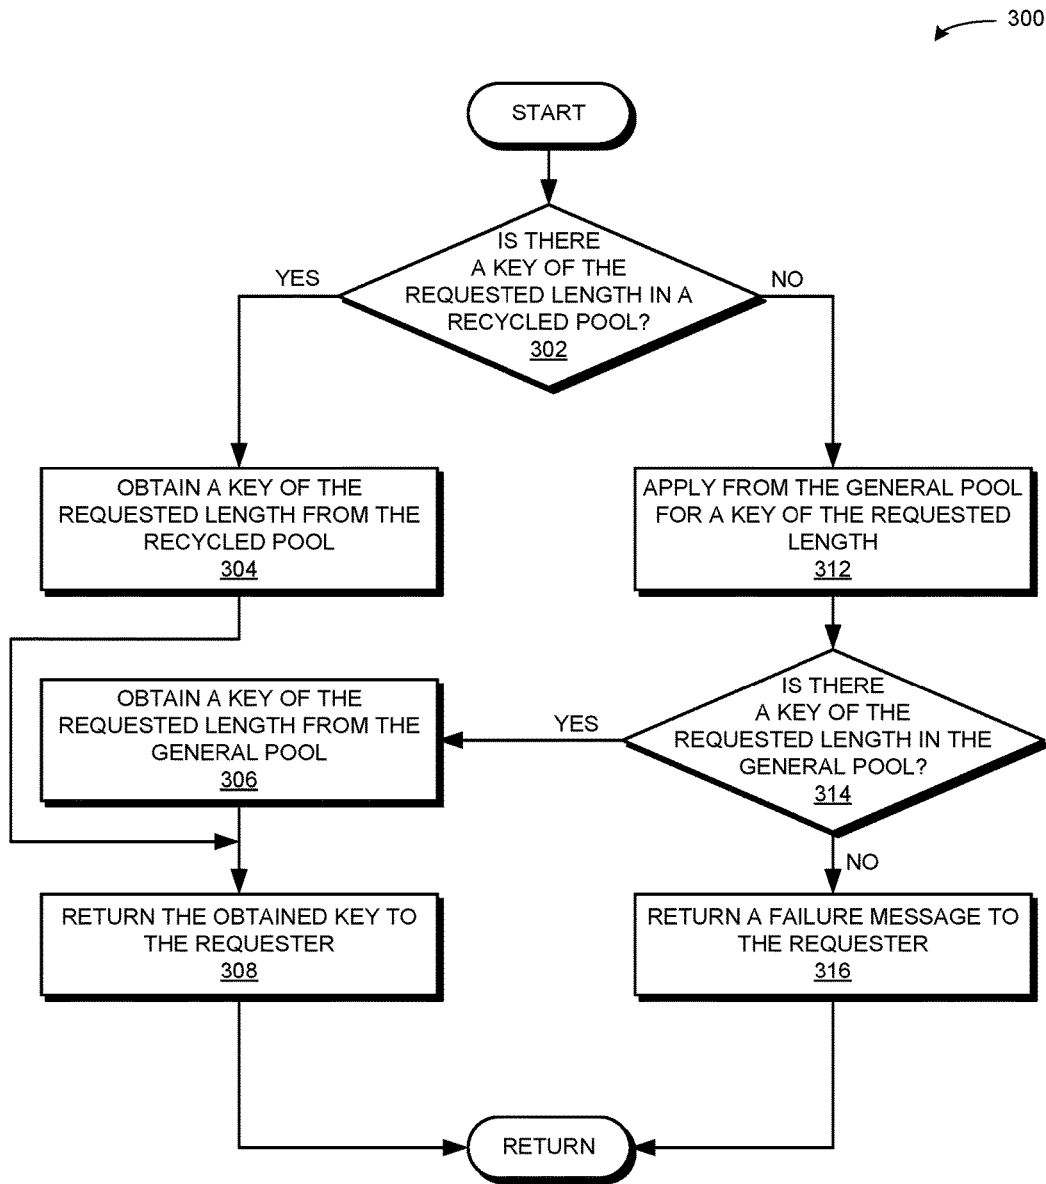 300
START
IS THERE
A KEY OF THE
REQUESTED LENGTH IN A
RECYCLED POOL?
302
YES
NO
OBTAIN A KEY OF THE
REQUESTED LENGTH FROM THE
RECYCLED POOL
304
APPLY FROM THE GENERAL POOL
FOR A KEY OF THE REQUESTED
LENGTH
312
OBTAIN A KEY OF THE
REQUESTED LENGTH FROM THE
GENERAL POOL
306
YES
IS THERE
A KEY OF THE
REQUESTED LENGTH IN THE
GENERAL POOL?
314
NO
RETURN THE OBTAINED KEY TO
THE REQUESTER
308
RETURN A FAILURE MESSAGE TO
THE REQUESTER
316
RETURN